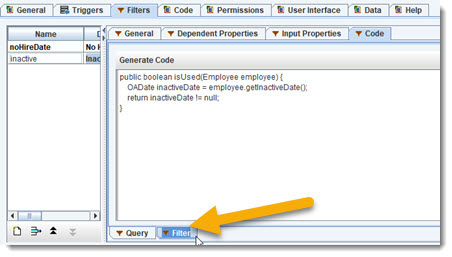 General Triggers Filters Code Permissions User Interface Data Help
Name
noHireDate No H
inactive Inac
General Dependent Properties Input Properties Code
Generate Code
public boolean isUsed(Employee employee) {
OADate inactiveDate = employee.getInactiveDate();
return inactiveDate != null;
}
Query Filter